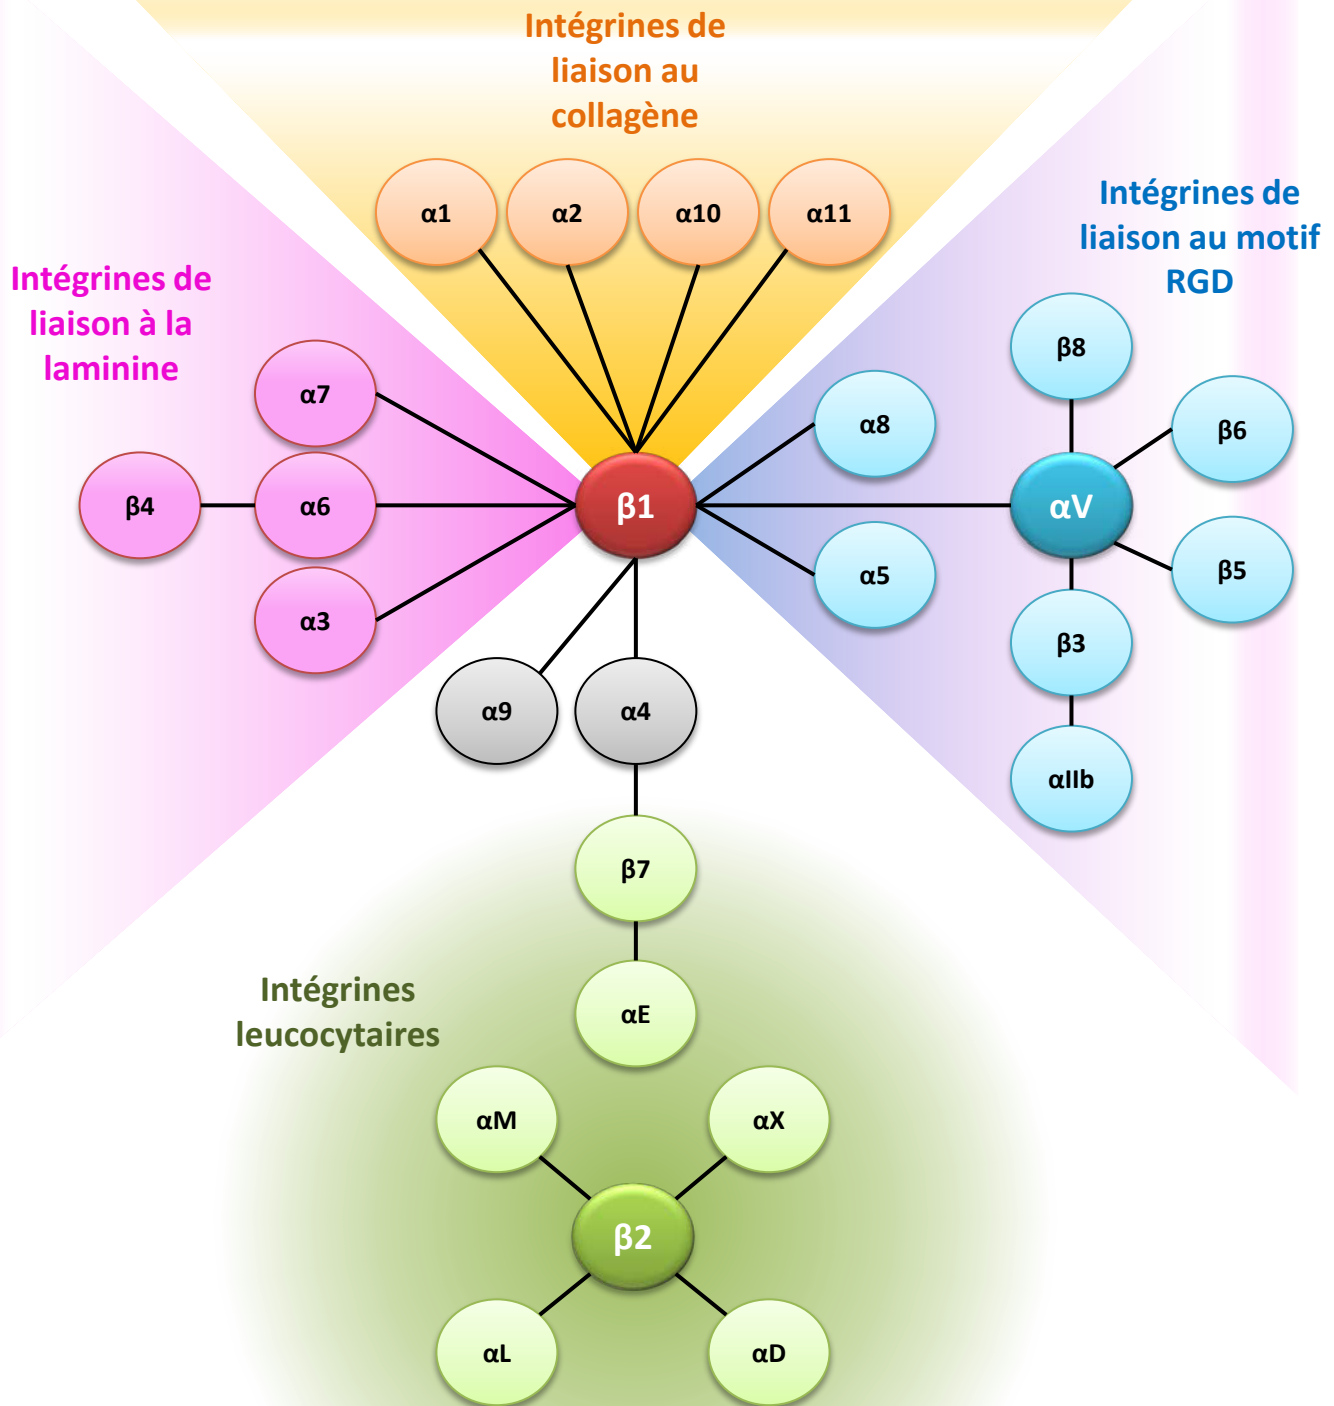 Intégrines de
liaison au
collagène
α1
α2
α10
α11
Intégrines de
liaison au motif
RGD
Intégrines de
liaison à la
laminine
β8
α7
α8
β6
β4
α6
β1
αV
α3
α5
β5
β3
α9
α4
αIIb
β7
Intégrines
leucocytaires
αE
αM
αX
β2
αL
αD